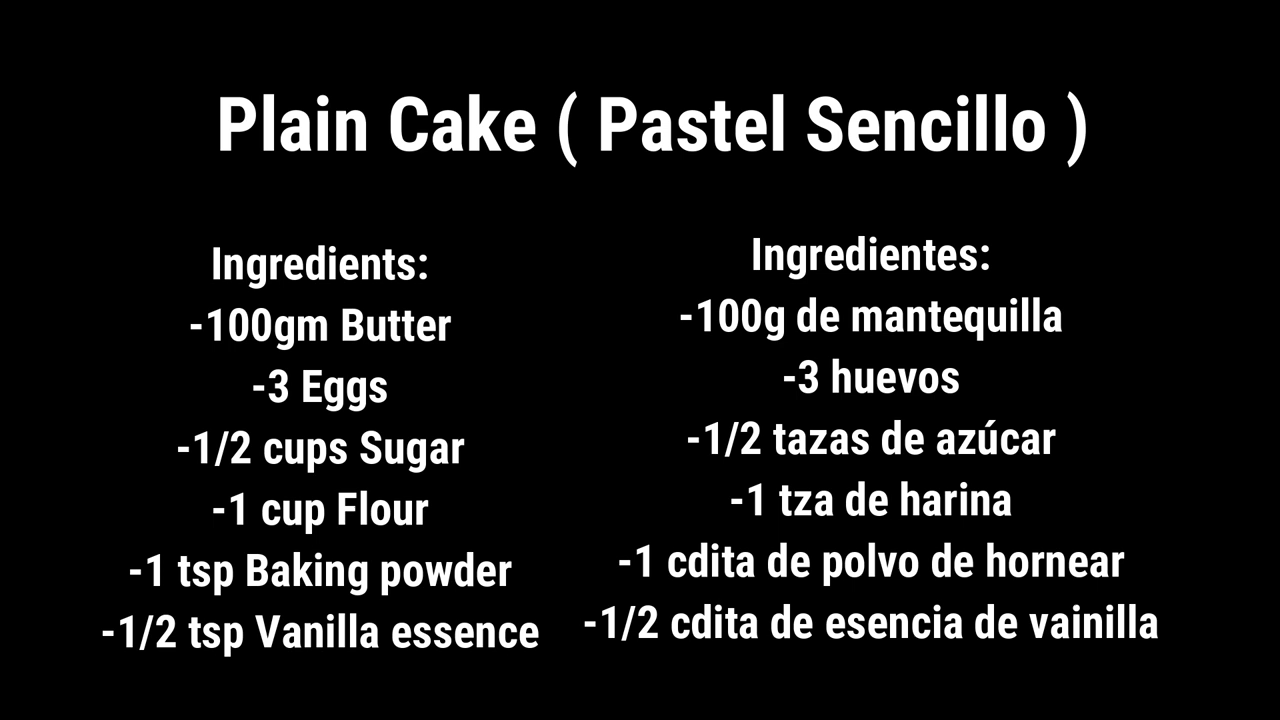 Plain Cake ( Pastel Sencillo )
Ingredients:
-100gm Butter
-3 Eggs
-1/2 cups Sugar
-1 cup Flour
-1 tsp Baking powder
-1/2 tsp Vanilla essence
Ingredientes:
-100g de mantequilla
-3 huevos
-1/2 tazas de azúcar
-1 tza de harina
-1 cdita de polvo de hornear
-1/2 cdita de esencia de vainilla